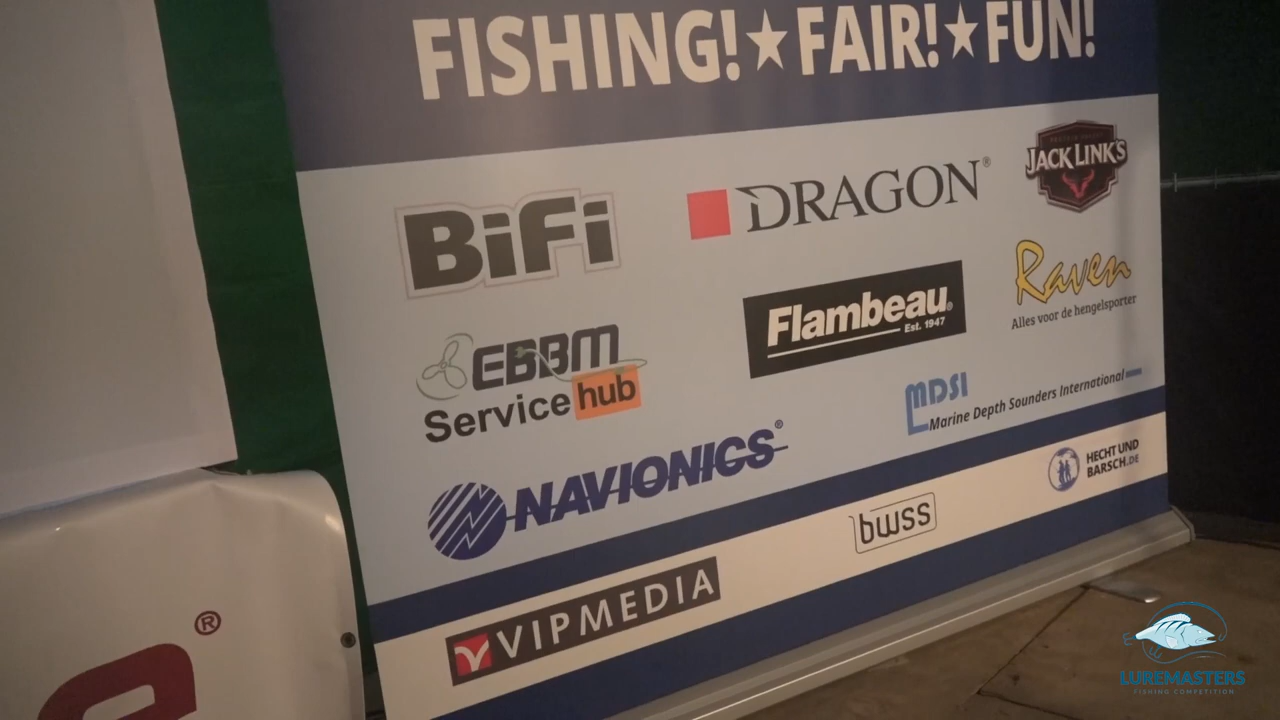 FISHING!★FAIR!★FUN!
BiFi
DRAGON®
JACK LINK'S
Raven
Alles voor de hengelsporter
Flambeau®
Est. 1947
EBBM
Service hub
MDSI
Marine Depth Sounders International
NAVIONICS®
HECHT UND
BARSCH.DE
bwss
VIPMEDIA
®
LUREMASTERS
FISHING COMPETITION